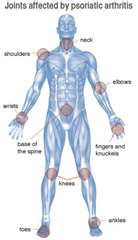 Joints affected by psoriatic arthritis
neck
shoulders
elbows
wrists
base of
the spine
fingers and
knuckels
knees
ankles
toes